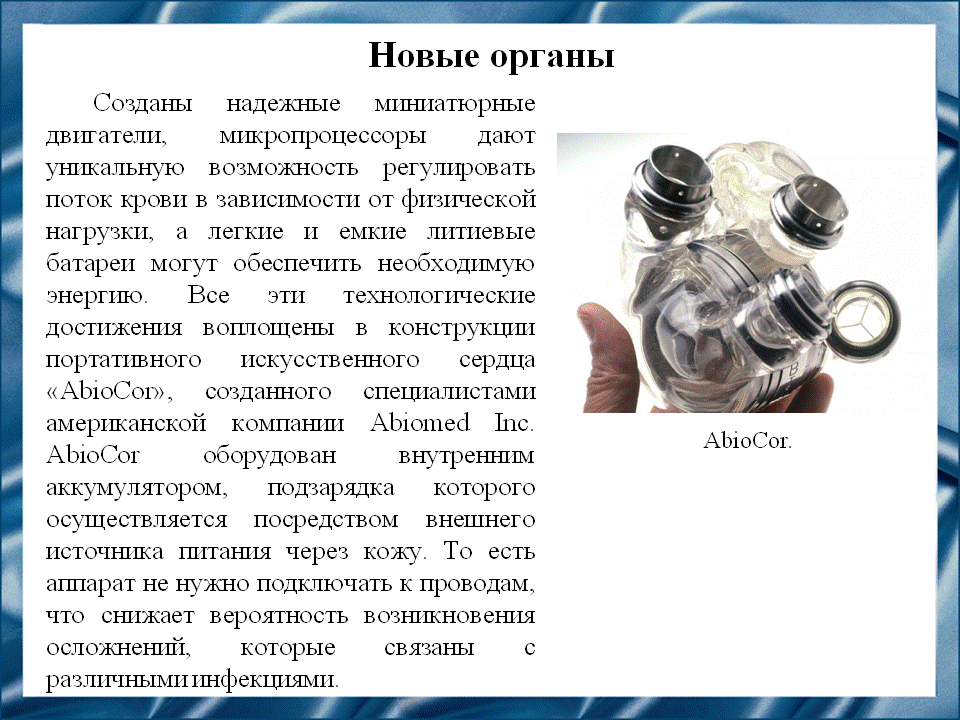 Новые органы
Созданы надежные миниатюрные
двигатели, микропроцессоры дают
уникальную возможность регулировать
поток крови в зависимости от физической
нагрузки, а легкие и емкие литиевые
батареи могут обеспечить необходимую
энергию. Все эти технологические
достижения воплощены в конструкции
портативного искусственного сердца
«AbioCor», созданного специалистами
американской компании Abiomed Inc.
AbioCor оборудован внутренним
аккумулятором, подзарядка которого
осуществляется посредством внешнего
источника питания через кожу. То есть
аппарат не нужно подключать к проводам,
что снижает вероятность возникновения
осложнений, которые связаны с
различными инфекциями.
AbioCor.